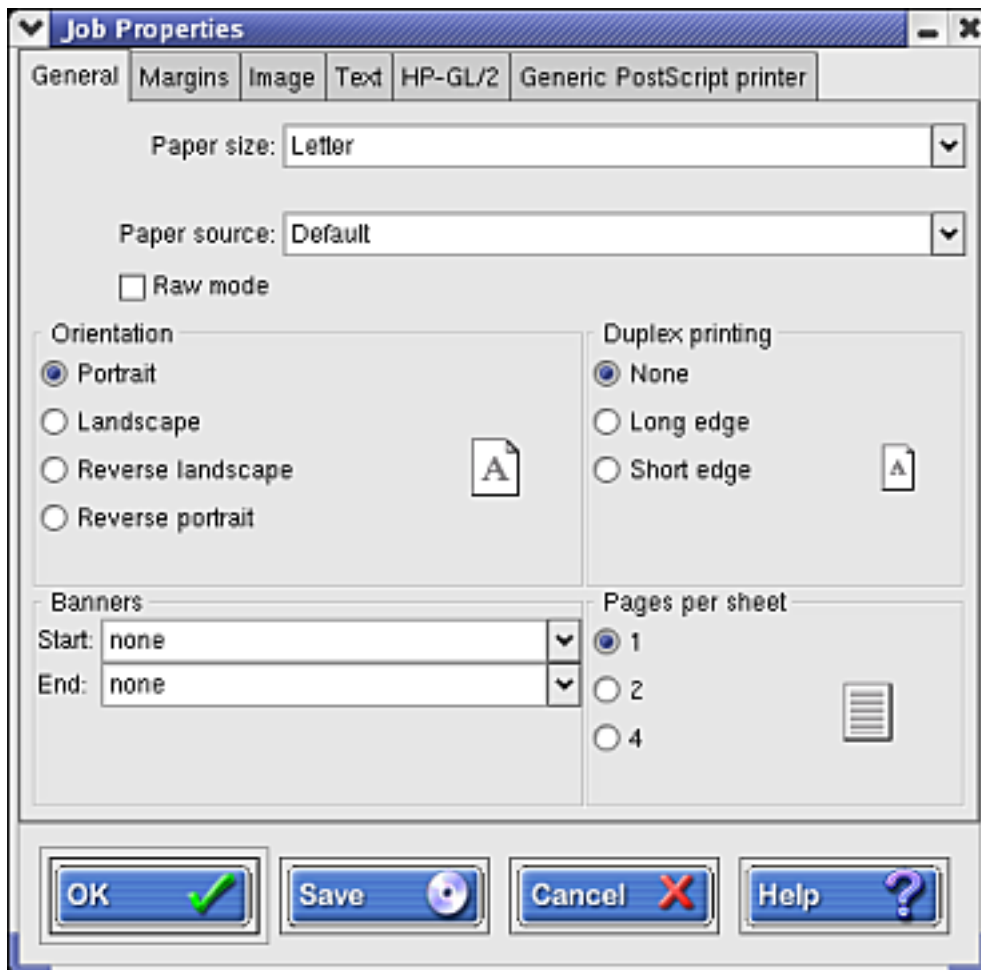 Job Properties
General Margins Image Text HP-GL/2 Generic PostScript printer
Paper size: Letter
Paper source: Default
Raw mode
Orientation
Portrait
Landscape
Reverse landscape
Reverse portrait
A
Duplex printing
None
Long edge
Short edge
A
Banners
Start: none
End: none
Pages per sheet
1
2
4
OK Save Cancel Help ?